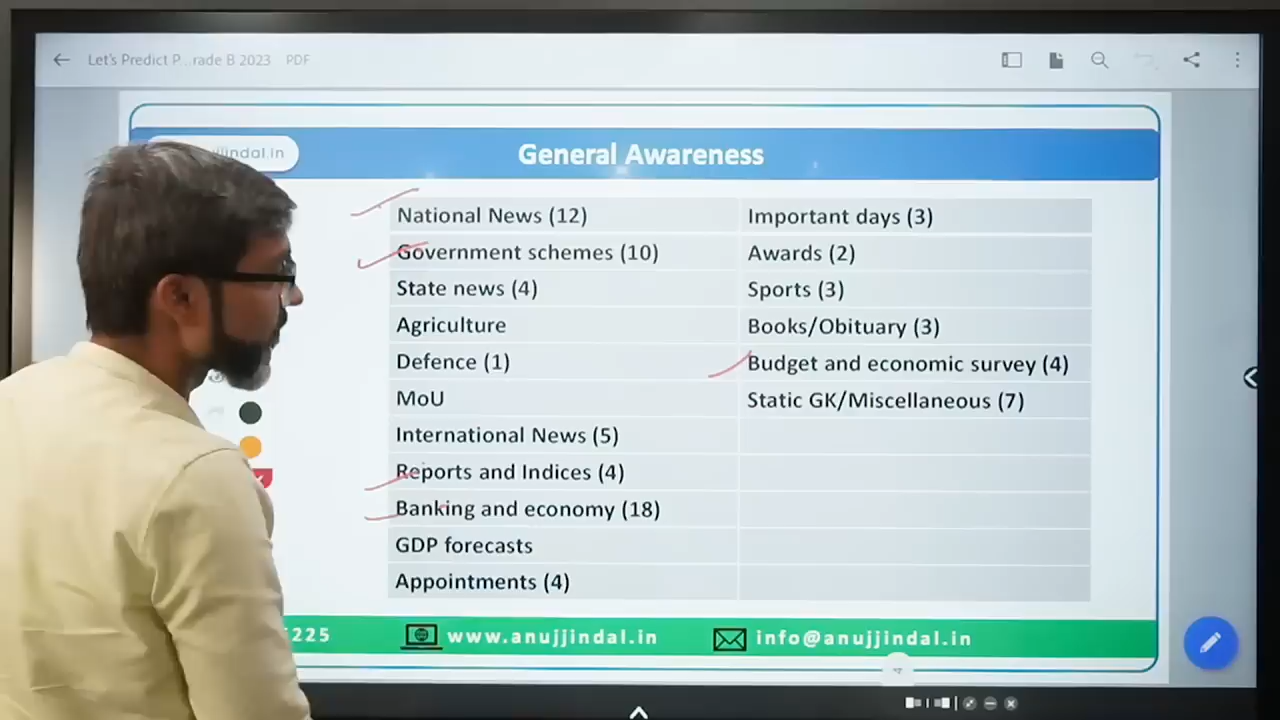 Let's Predict P...rade B 2023 PDF
jindal.in
General Awareness
National News (12)
Government schemes (10)
State news (4)
Agriculture
Defence (1)
MoU
International News (5)
Reports and Indices (4)
Banking and economy (18)
GDP forecasts
Appointments (4)
Important days (3)
Awards (2)
Sports (3)
Books/Obituary (3)
Budget and economic survey (4)
Static GK/Miscellaneous (7)
225
www.anujjindal.in
info@anujjindal.in